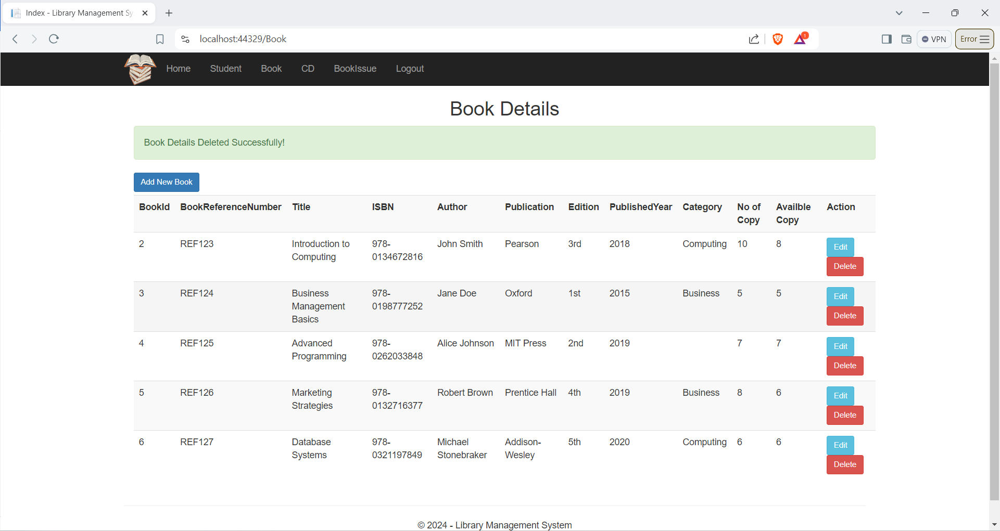 Index - Library Management Sy
localhost:44329/Book
1
VPN
Error
Home Student Book CD BookIssue Logout
Book Details
Book Details Deleted Successfully!
Add New Book
BookId BookReferenceNumber Title ISBN Author Publication Edition PublishedYear Category No of Availble Action
Copy Copy
2 REF123 Introduction to 978- John Smith Pearson 3rd 2018 Computing 10 8 Edit
Computing 0134672816
Delete
3 REF124 Business 978- Jane Doe Oxford 1st 2015 Business 5 5 Edit
Management 0198777252
Basics Delete
4 REF125 Advanced 978- Alice Johnson MIT Press 2nd 2019 7 7 Edit
Programming 0262033848
Delete
5 REF126 Marketing 978- Robert Brown Prentice Hall 4th 2019 Business 8 6 Edit
Strategies 0132716377
Delete
6 REF127 Database 978- Michael Addison- 5th 2020 Computing 6 6 Edit
Systems 0321197849 Stonebraker Wesley
Delete
© 2024 - Library Management System